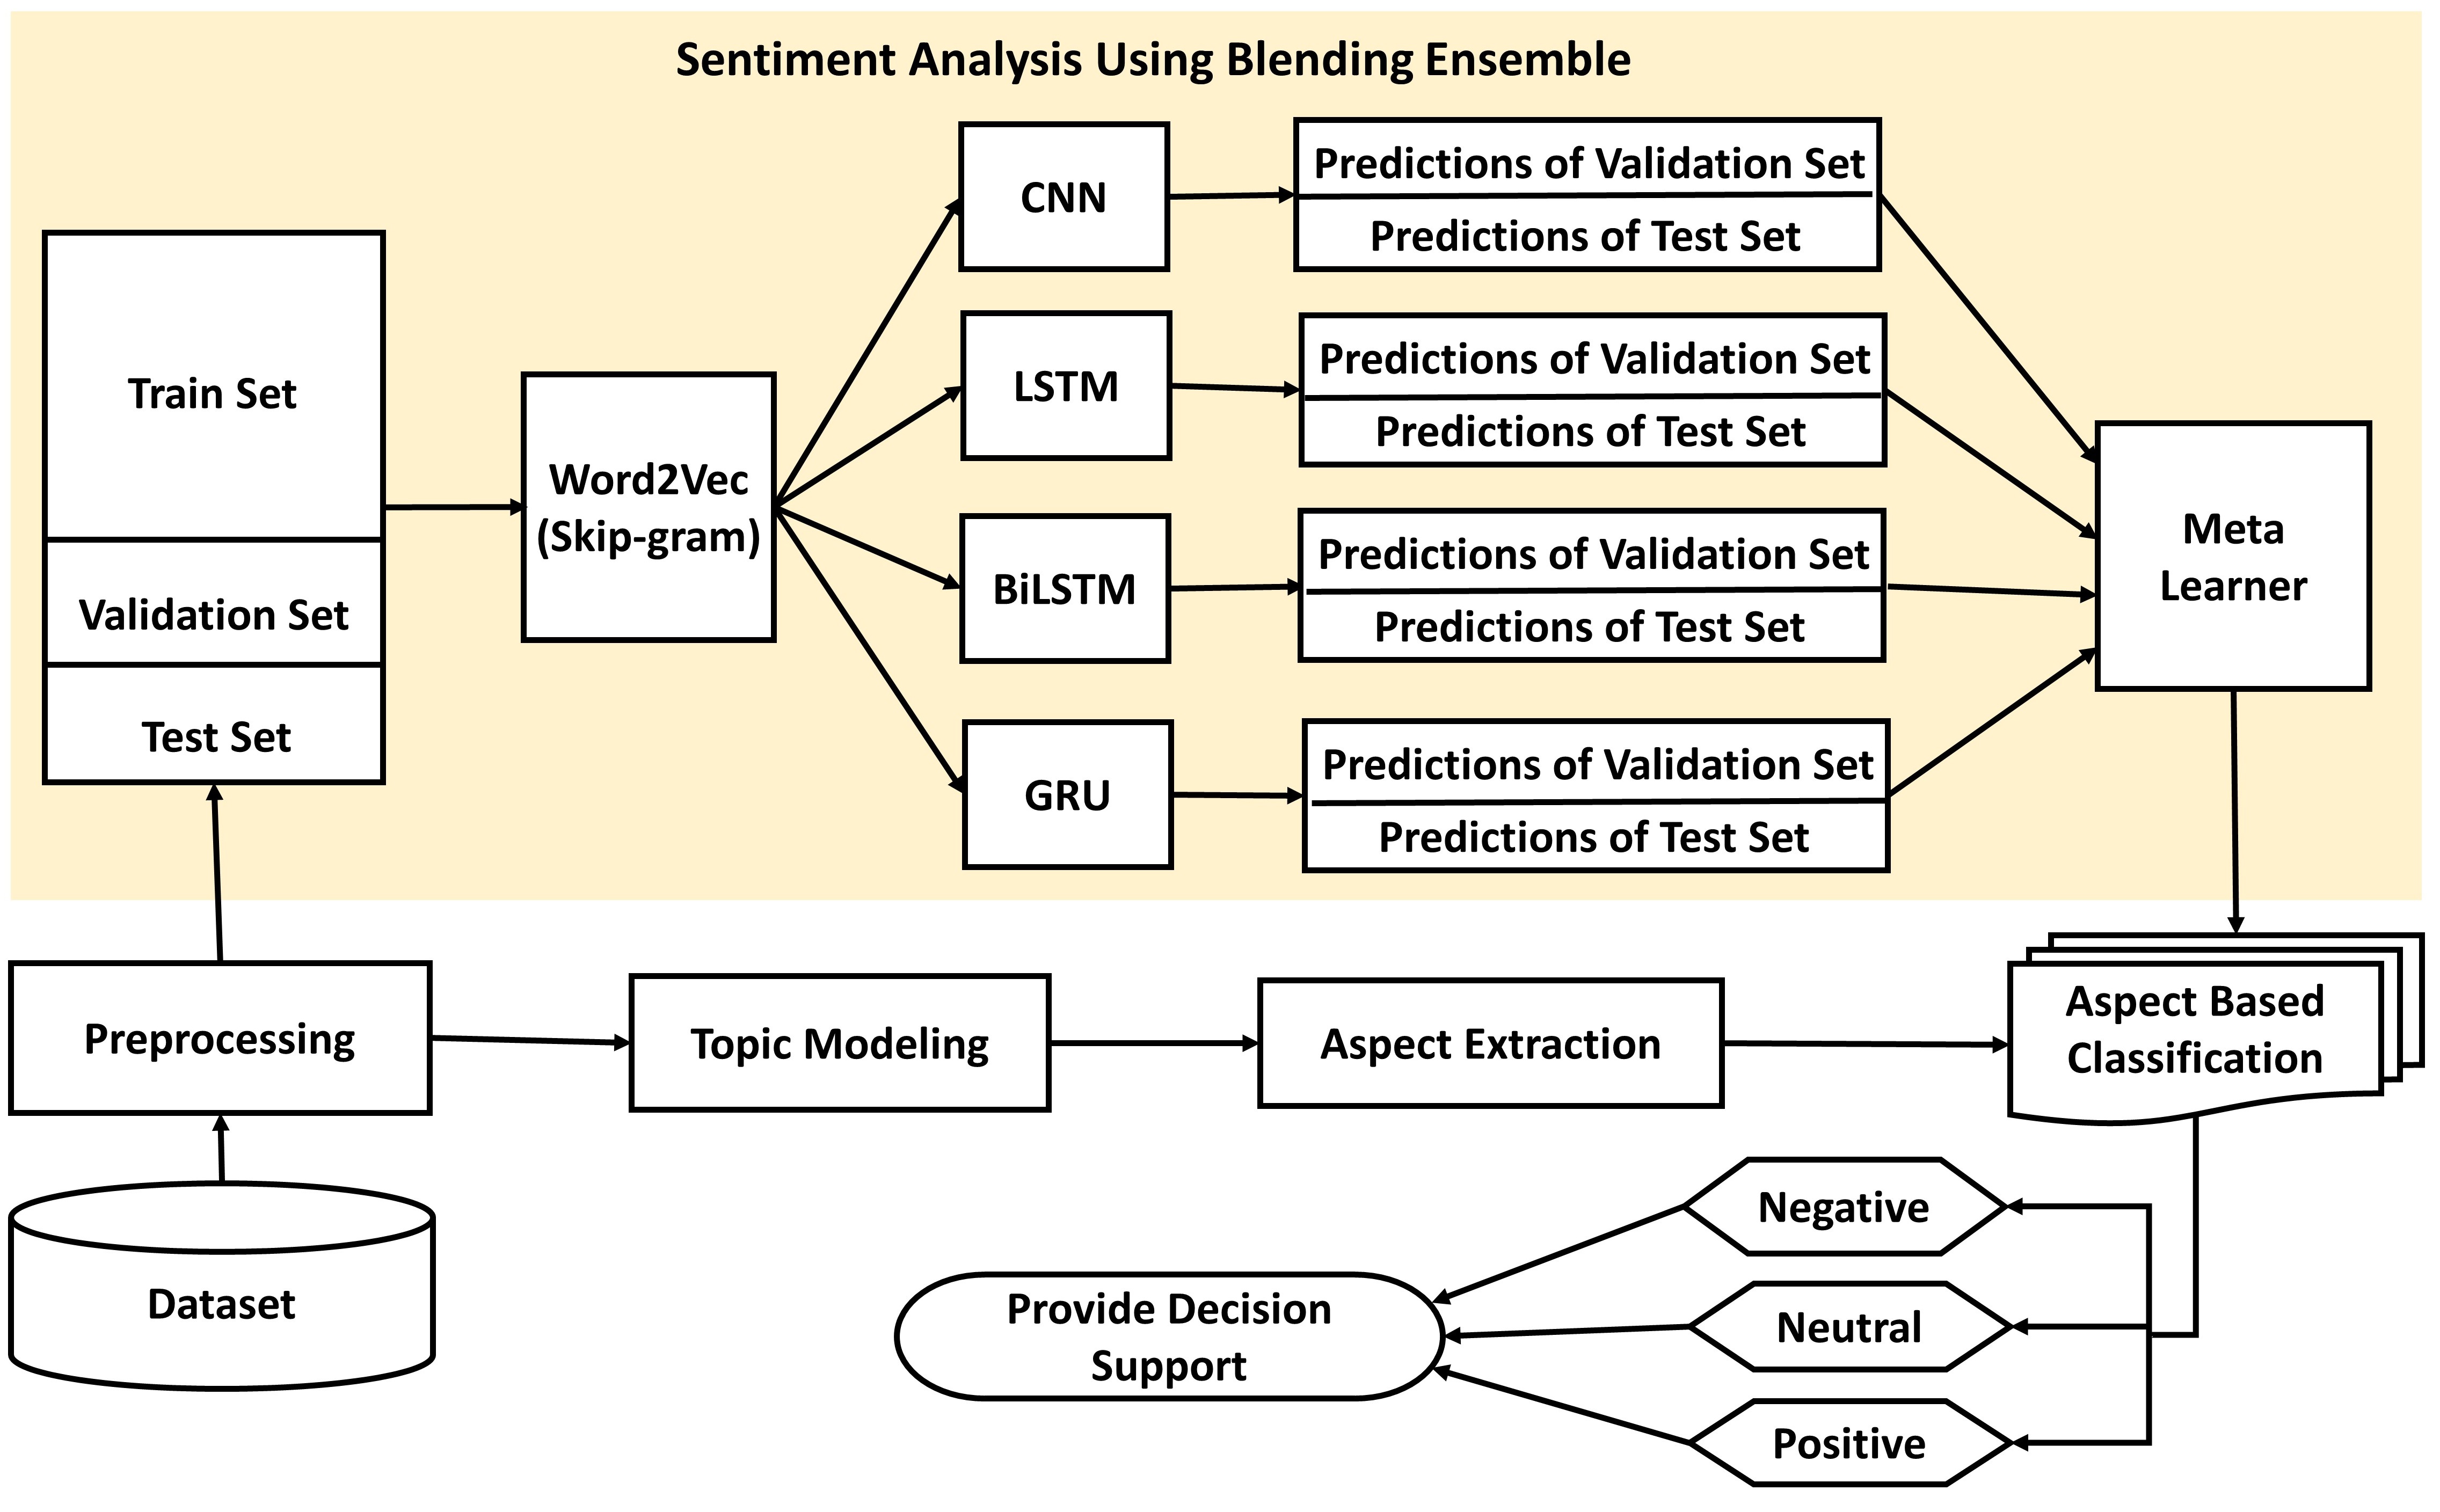 Sentiment Analysis Using Blending Ensemble
Train Set
Validation Set
Test Set
Word2Vec
(Skip-gram)
CNN
Predictions of Validation Set
Predictions of Test Set
LSTM
Predictions of Validation Set
Predictions of Test Set
BiLSTM
Predictions of Validation Set
Predictions of Test Set
GRU
Predictions of Validation Set
Predictions of Test Set
Meta
Learner
Preprocessing
Topic Modeling
Aspect Extraction
Aspect Based
Classification
Dataset
Negative
Neutral
Positive
Provide Decision
Support